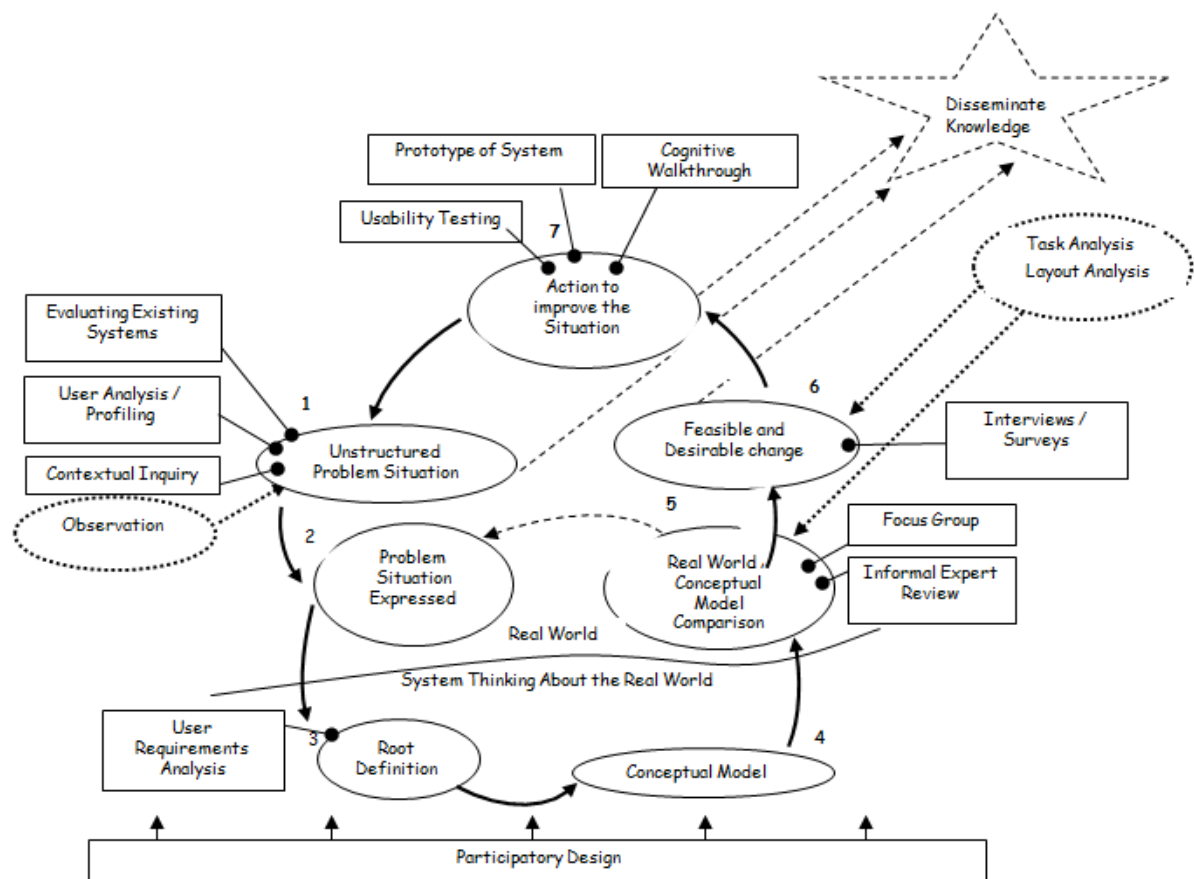 Disseminate
Knowledge
Prototype of System
Cognitive
Walkthrough
Usability Testing
7
Task Analysis
Layout Analysis
Action to
improve the
Situation
Evaluating Existing
Systems
User Analysis /
Profiling
1
6
Contextual Inquiry
Unstructured
Problem Situation
Feasible and
Desirable change
Interviews /
Surveys
Observation
2
5
Focus Group
Problem
Situation
Expressed
Real World /
Conceptual
Model
Comparison
Informal Expert
Review
Real World
System Thinking About the Real World
User
Requirements
Analysis
3
Root
Definition
4
Conceptual Model
Participatory Design